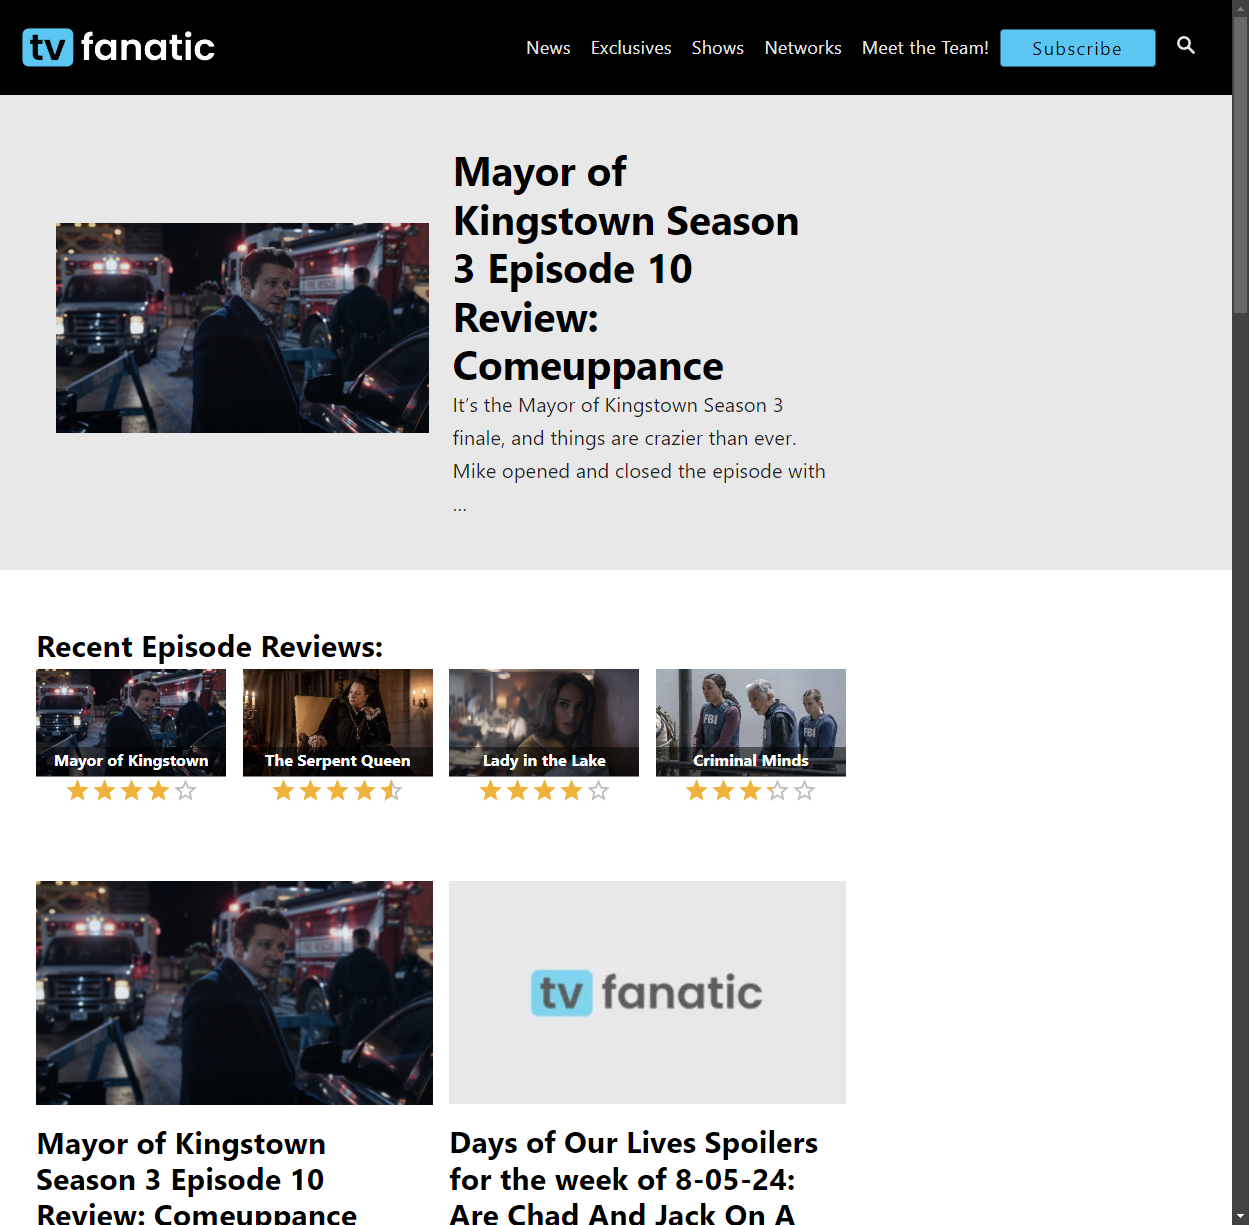 tv fanatic
News Exclusives Shows Networks Meet the Team! Subscribe
Mayor of
Kingstown Season
3 Episode 10
Review:
Comeuppance
It’s the Mayor of Kingstown Season 3
finale, and things are crazier than ever.
Mike opened and closed the episode with
...
Recent Episode Reviews:
Mayor of Kingstown
The Serpent Queen
Lady in the Lake
FBI
FBI
Criminal Minds
tv fanatic
Mayor of Kingstown
Season 3 Episode 10
Review: Comeuppance
Days of Our Lives Spoilers
for the week of 8-05-24:
Are Chad And Jack On A